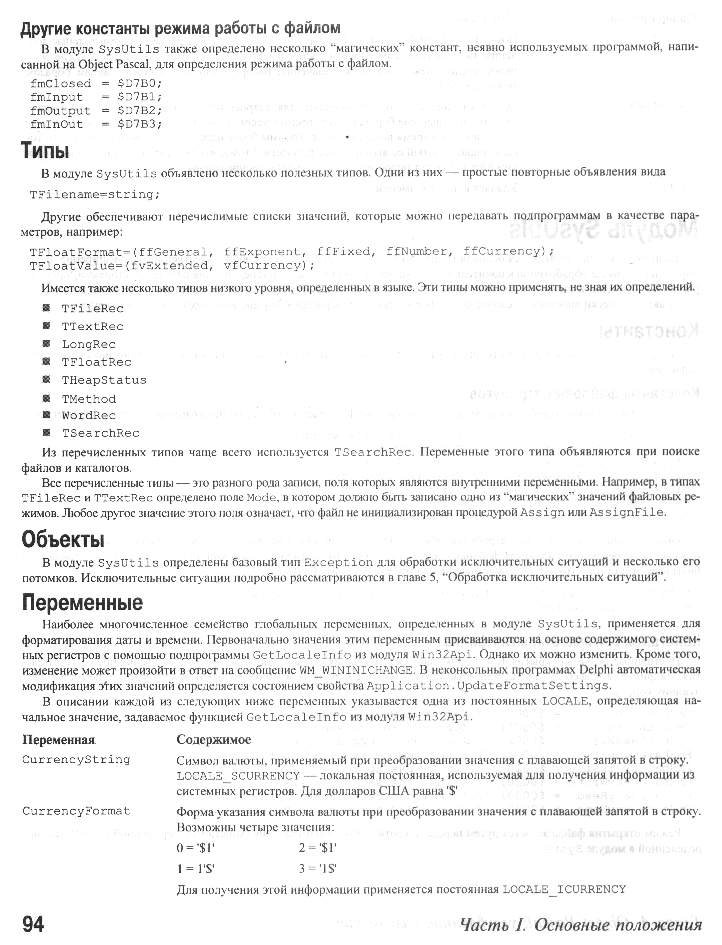 Другие константы режима работы с файлом
В модуле SysUtils также определено несколько “магических” констант, неявно используемых программой, напи-
санной на Object Pascal, для определения режима работы с файлом.
fmClosed = $D7B0;
fmInput = $D7B1;
fmOutput = $D7B2;
fmInOut = $D7B3;
Типы
В модуле SysUtils объявлено несколько полезных типов. Одни из них — простые повторные объявления вида
TFilename=string;
Другие обеспечивают перечислимые списки значений, которые можно передавать подпрограммам в качестве пара-
метров, например:
TFloatFormat=(ffGeneral, ffExponent, ffFixed, ffNumber, ffCurrency);
TFloatValue=(fvExtended, vfCurrency);
Имеется также несколько типов низкого уровня, определенных в языке. Эти типы можно применять, не зная их определений.
■ TFileRec
■ TTextRec
■ LongRec
■ TFloatRec
■ THeapStatus
■ TMethod
■ WordRec
■ TSearchRec
Из перечисленных типов чаще всего используется TSearchRec. Переменные этого типа объявляются при поиске
файлов и каталогов.
Все перечисленные типы — это разного рода записи, поля которых являются внутренними переменными. Например, в типах
TFileRec и TTextRec определено поле Mode, в котором должно быть записано одно из “магических” значений файловых ре-
жимов. Любое другое значение этого поля означает, что файл не инициализирован процедурой Assign или AssignFile.
Объекты
В модуле SysUtils определены базовый тип Exception для обработки исключительных ситуаций и несколько его
потомков. Исключительные ситуации подробно рассматриваются в главе 5, “Обработка исключительных ситуаций”.
Переменные
Наиболее многочисленное семейство глобальных переменных, определенных в модуле SysUtils, применяется для
форматирования даты и времени. Первоначально значения этим переменным присваиваются на основе содержимого систем-
ных регистров с помощью подпрограммы GetLocaleInfo из модуля Win32Api. Однако их можно изменить. Кроме того,
изменение может произойти в ответ на сообщение WM_WININICHANGE. В неконсольных программах Delphi автоматическая
модификация этих значений определяется состоянием свойства Application.UpdateFormatSettings.
В описании каждой из следующих ниже переменных указывается одна из постоянных LOCALE, определяющая на-
чальное значение, задаваемое функцией GetLocaleInfo из модуля Win32Api.
Переменная Содержимое
CurrencyString Символ валюты, применяемый при преобразовании значения с плавающей запятой в строку.
LOCALE_SCURRENCY — локальная постоянная, используемая для получения информации из
системных регистров. Для долларов США равна '$'
CurrencyFormat Форма указания символа валюты при преобразовании значения с плавающей запятой в строку.
Возможны четыре значения:
0 = '$1' 2 = '$1'
1 = 1'$' 3 = '1$'
Для получения этой информации применяется постоянная LOCALE_ICURRENCY
94 Часть I. Основные положения